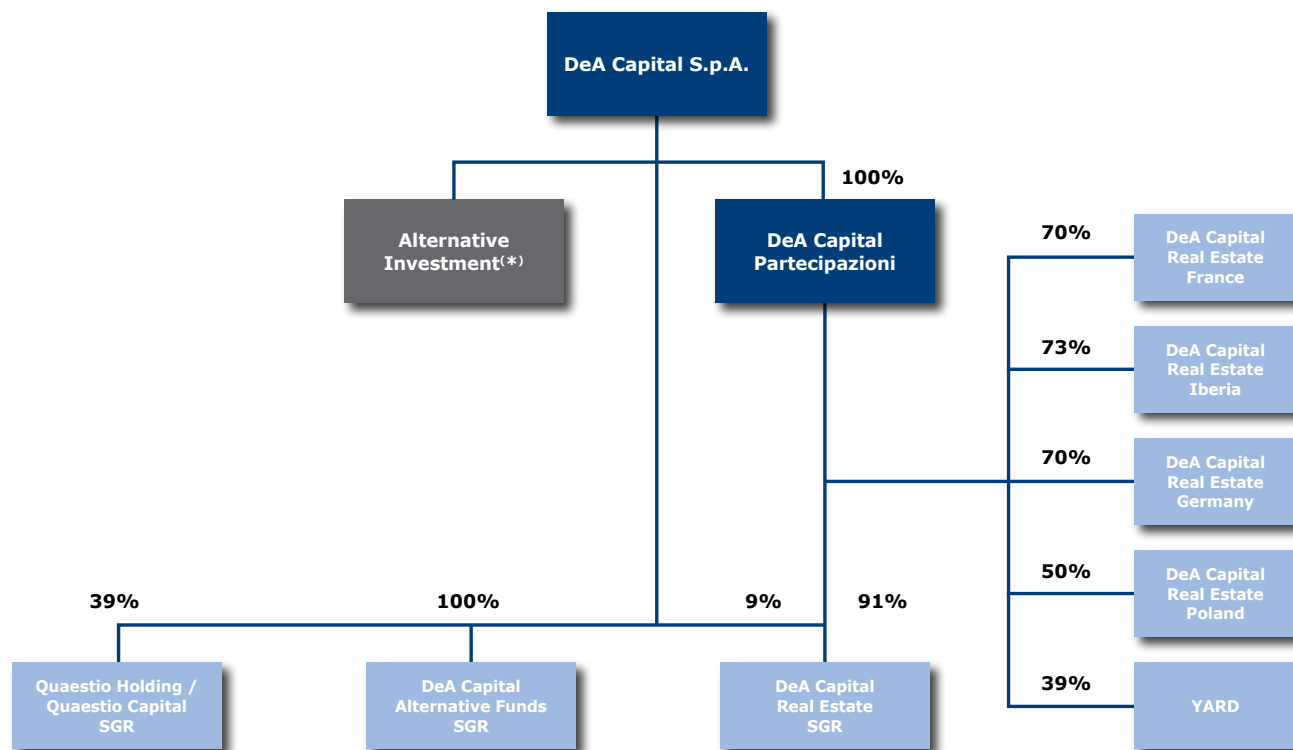 DeA Capital S.p.A.
100%
Alternative
Investment(*)
DeA Capital
Partecipazioni
70%
DeA Capital
Real Estate
France
73%
DeA Capital
Real Estate
Iberia
70%
DeA Capital
Real Estate
Germany
50%
DeA Capital
Real Estate
Poland
39%
100%
9%
91%
Quaestio Holding /
Quaestio Capital
SGR
DeA Capital
Alternative Funds
SGR
DeA Capital
Real Estate
SGR
39%
YARD